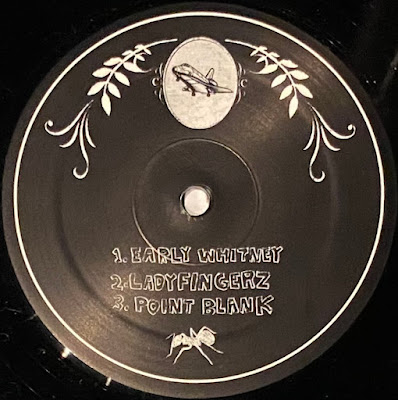 1. EARLY WHITNEY
2. LADYFINGERZ
3. POINT BLANK